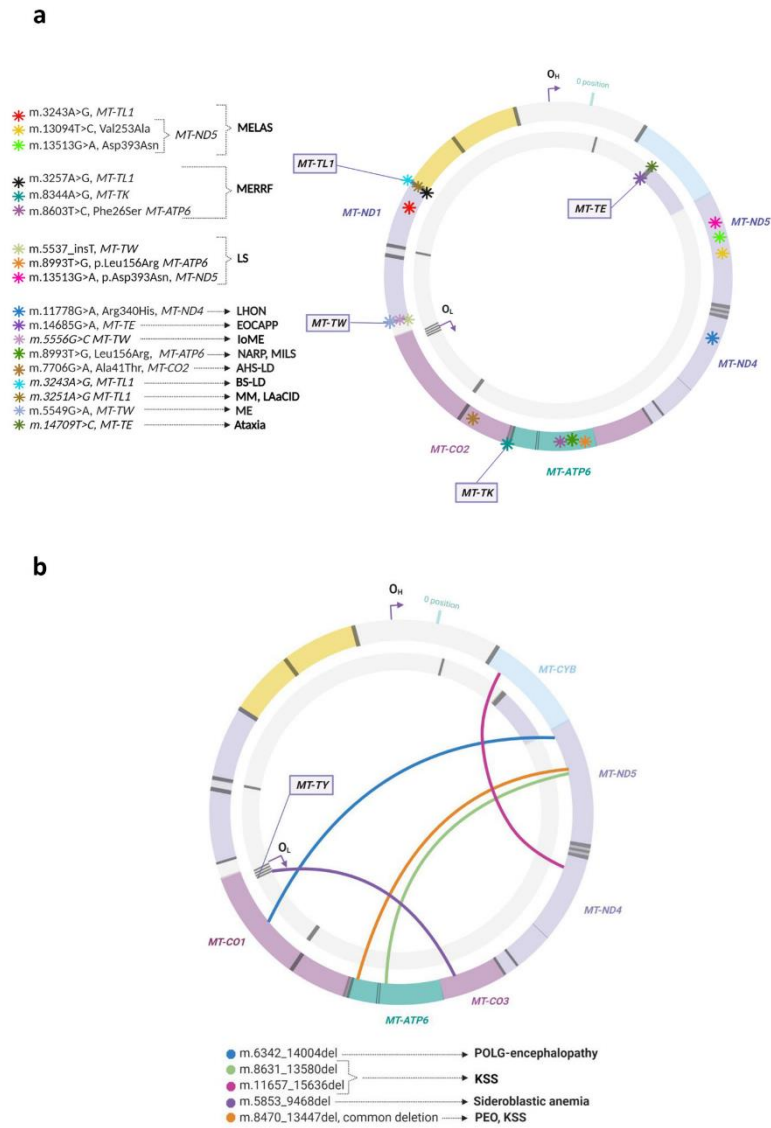 a
m.3243A>G, MT-TL1
m.13094T>C, Val253Ala
m.13513G>A, Asp393Asn
MT-ND5
MELAS
m.3257A>G, MT-TL1
m.8344A>G, MT-TK
m.8603T>C, Phe26Ser MT-ATP6
MERRF
m.5537_insT, MT-TW
m.8993T>G, p.Leu156Arg MT-ATP6
m.13513G>A, p.Asp393Asn, MT-ND5
LS
m.11778G>A, Arg340His, MT-ND4 LHON
m.14685G>A, MT-TE EOCAPP
m.5556G>C MT-TW IoME
m.8993T>G, Leu156Arg, MT-ATP6 NARP, MILS
m.7706G>A, Ala41Thr, MT-CO2 AHS-LD
m.3243A>G, MT-TL1 BS-LD
m.3251A>G MT-TL1 MM, LAaCID
m.5549G>A, MT-TW ME
m.14709T>C, MT-TE Ataxia
OH
0 position
MT-TL1
MT-ND1
MT-TE
MT-ND5
MT-TW
OL
MT-ND4
MT-CO2
MT-ATP6
MT-TK
b
OH
0 position
MT-CYB
MT-ND5
MT-TY
OL
MT-ND4
MT-CO1
MT-CO3
MT-ATP6
m.6342_14004del POLG-encephalopathy
m.8631_13580del
m.11657_15636del
KSS
m.5853_9468del Sideroblastic anemia
m.8470_13447del, common deletion PEO, KSS